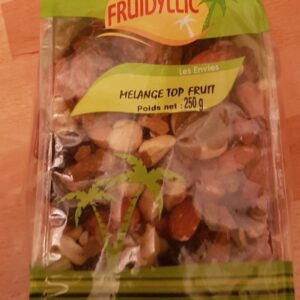 FRUIDYLLIC
Les Envies
MELANGE TOP FRUIT
Poids net : 250 g